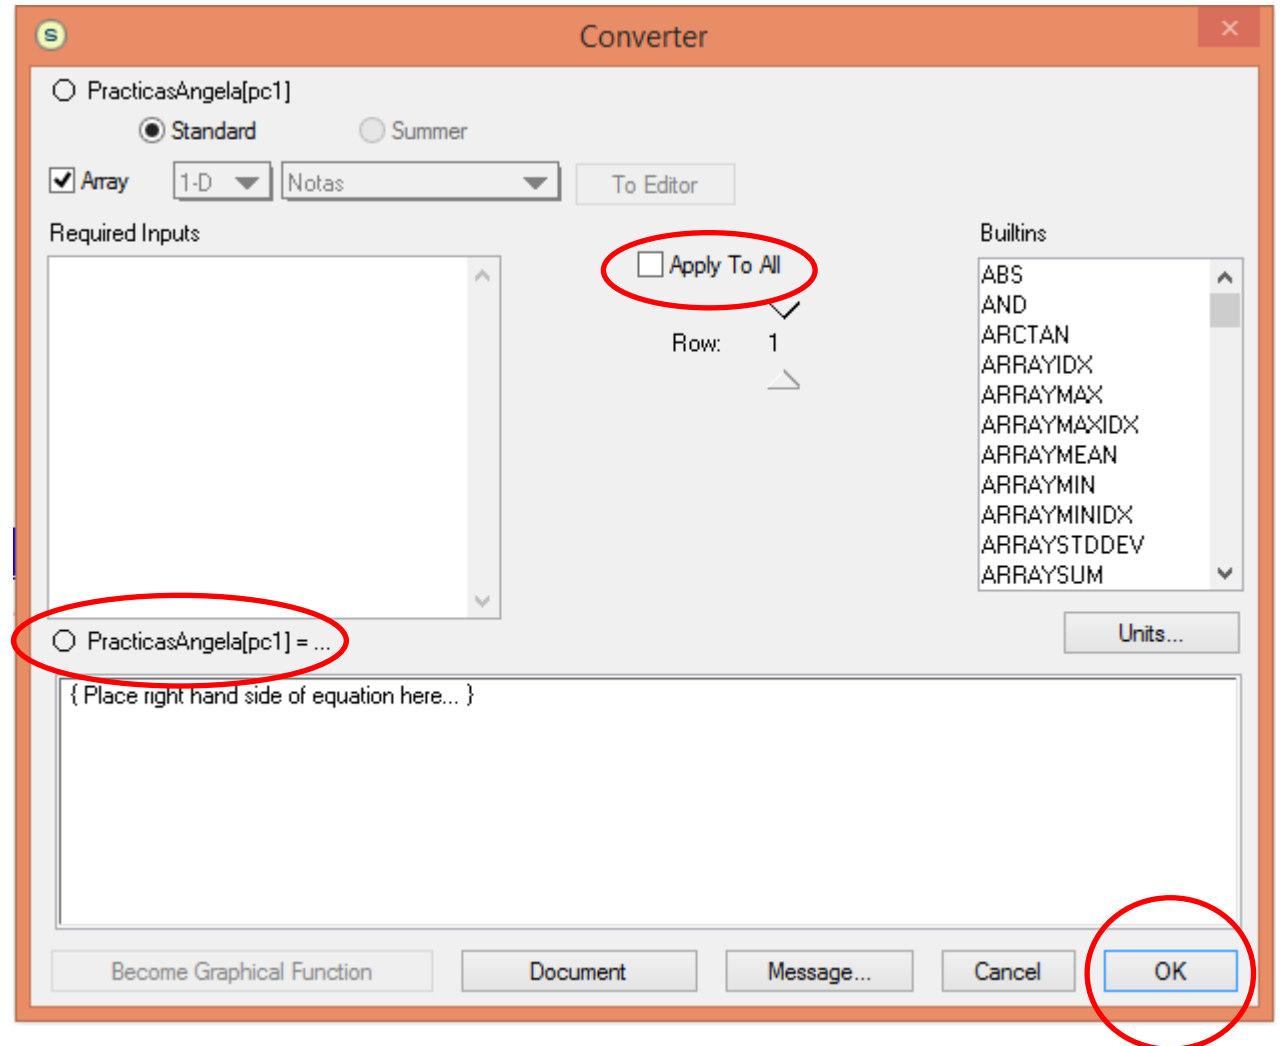 S
Converter
PracticasAngela[pc1]
Standard Summer
Array 1-D Notas To Editor
Required Inputs
Apply To All
Row: 1
Builtins
ABS
AND
ARCTAN
ARRAYIDX
ARRAYMAX
ARRAYMAXIDX
ARRAYMEAN
ARRAYMIN
ARRAYMINIDX
ARRAYSTDDEV
ARRAYSUM
Units...
PracticasAngela[pc1] = ...
{ Place right hand side of equation here... }
Become Graphical Function Document Message... Cancel OK